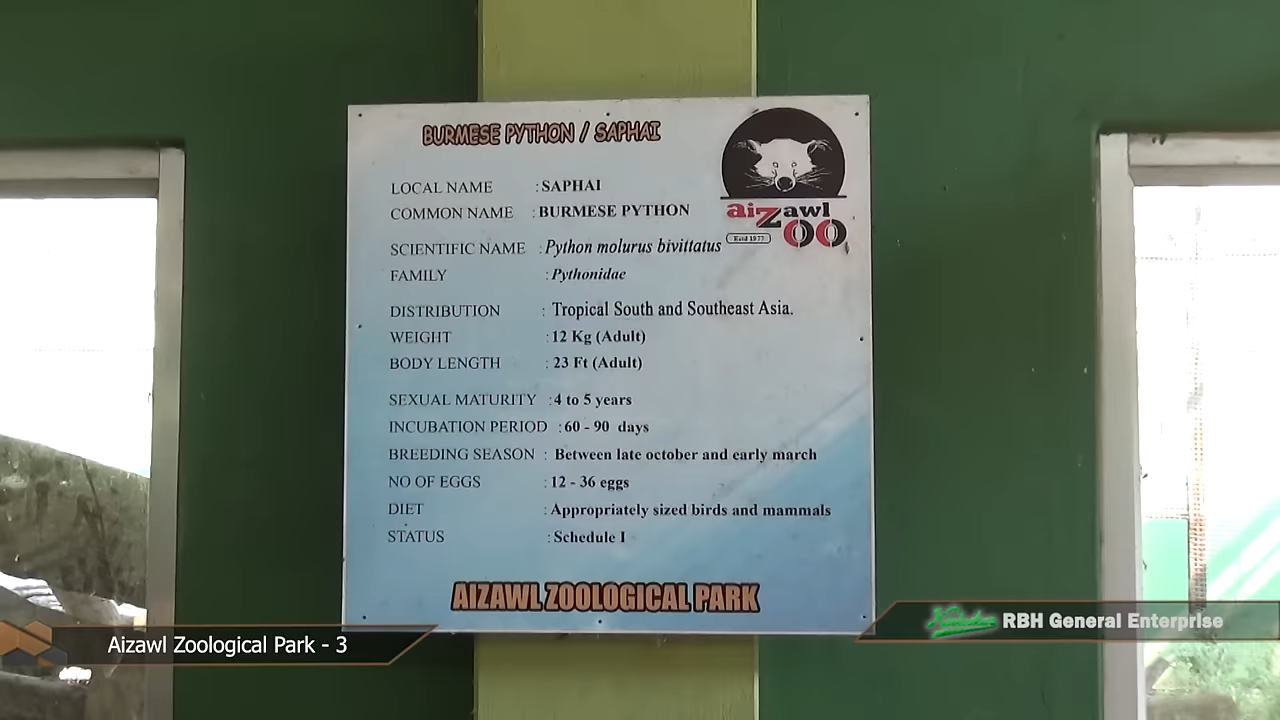 BURMESE PYTHON / SAPHAI
aiZawl
ZOO
Estd 1977
LOCAL NAME : SAPHAI
COMMON NAME : BURMESE PYTHON
SCIENTIFIC NAME : Python molurus bivittatus
FAMILY : Pythonidae
DISTRIBUTION : Tropical South and Southeast Asia.
WEIGHT : 12 Kg (Adult)
BODY LENGTH : 23 Ft (Adult)
SEXUAL MATURITY : 4 to 5 years
INCUBATION PERIOD : 60 - 90 days
BREEDING SEASON : Between late october and early march
NO OF EGGS : 12 - 36 eggs
DIET : Appropriately sized birds and mammals
STATUS : Schedule I
AIZAWL ZOOLOGICAL PARK
RBH General Enterprise
Aizawl Zoological Park - 3